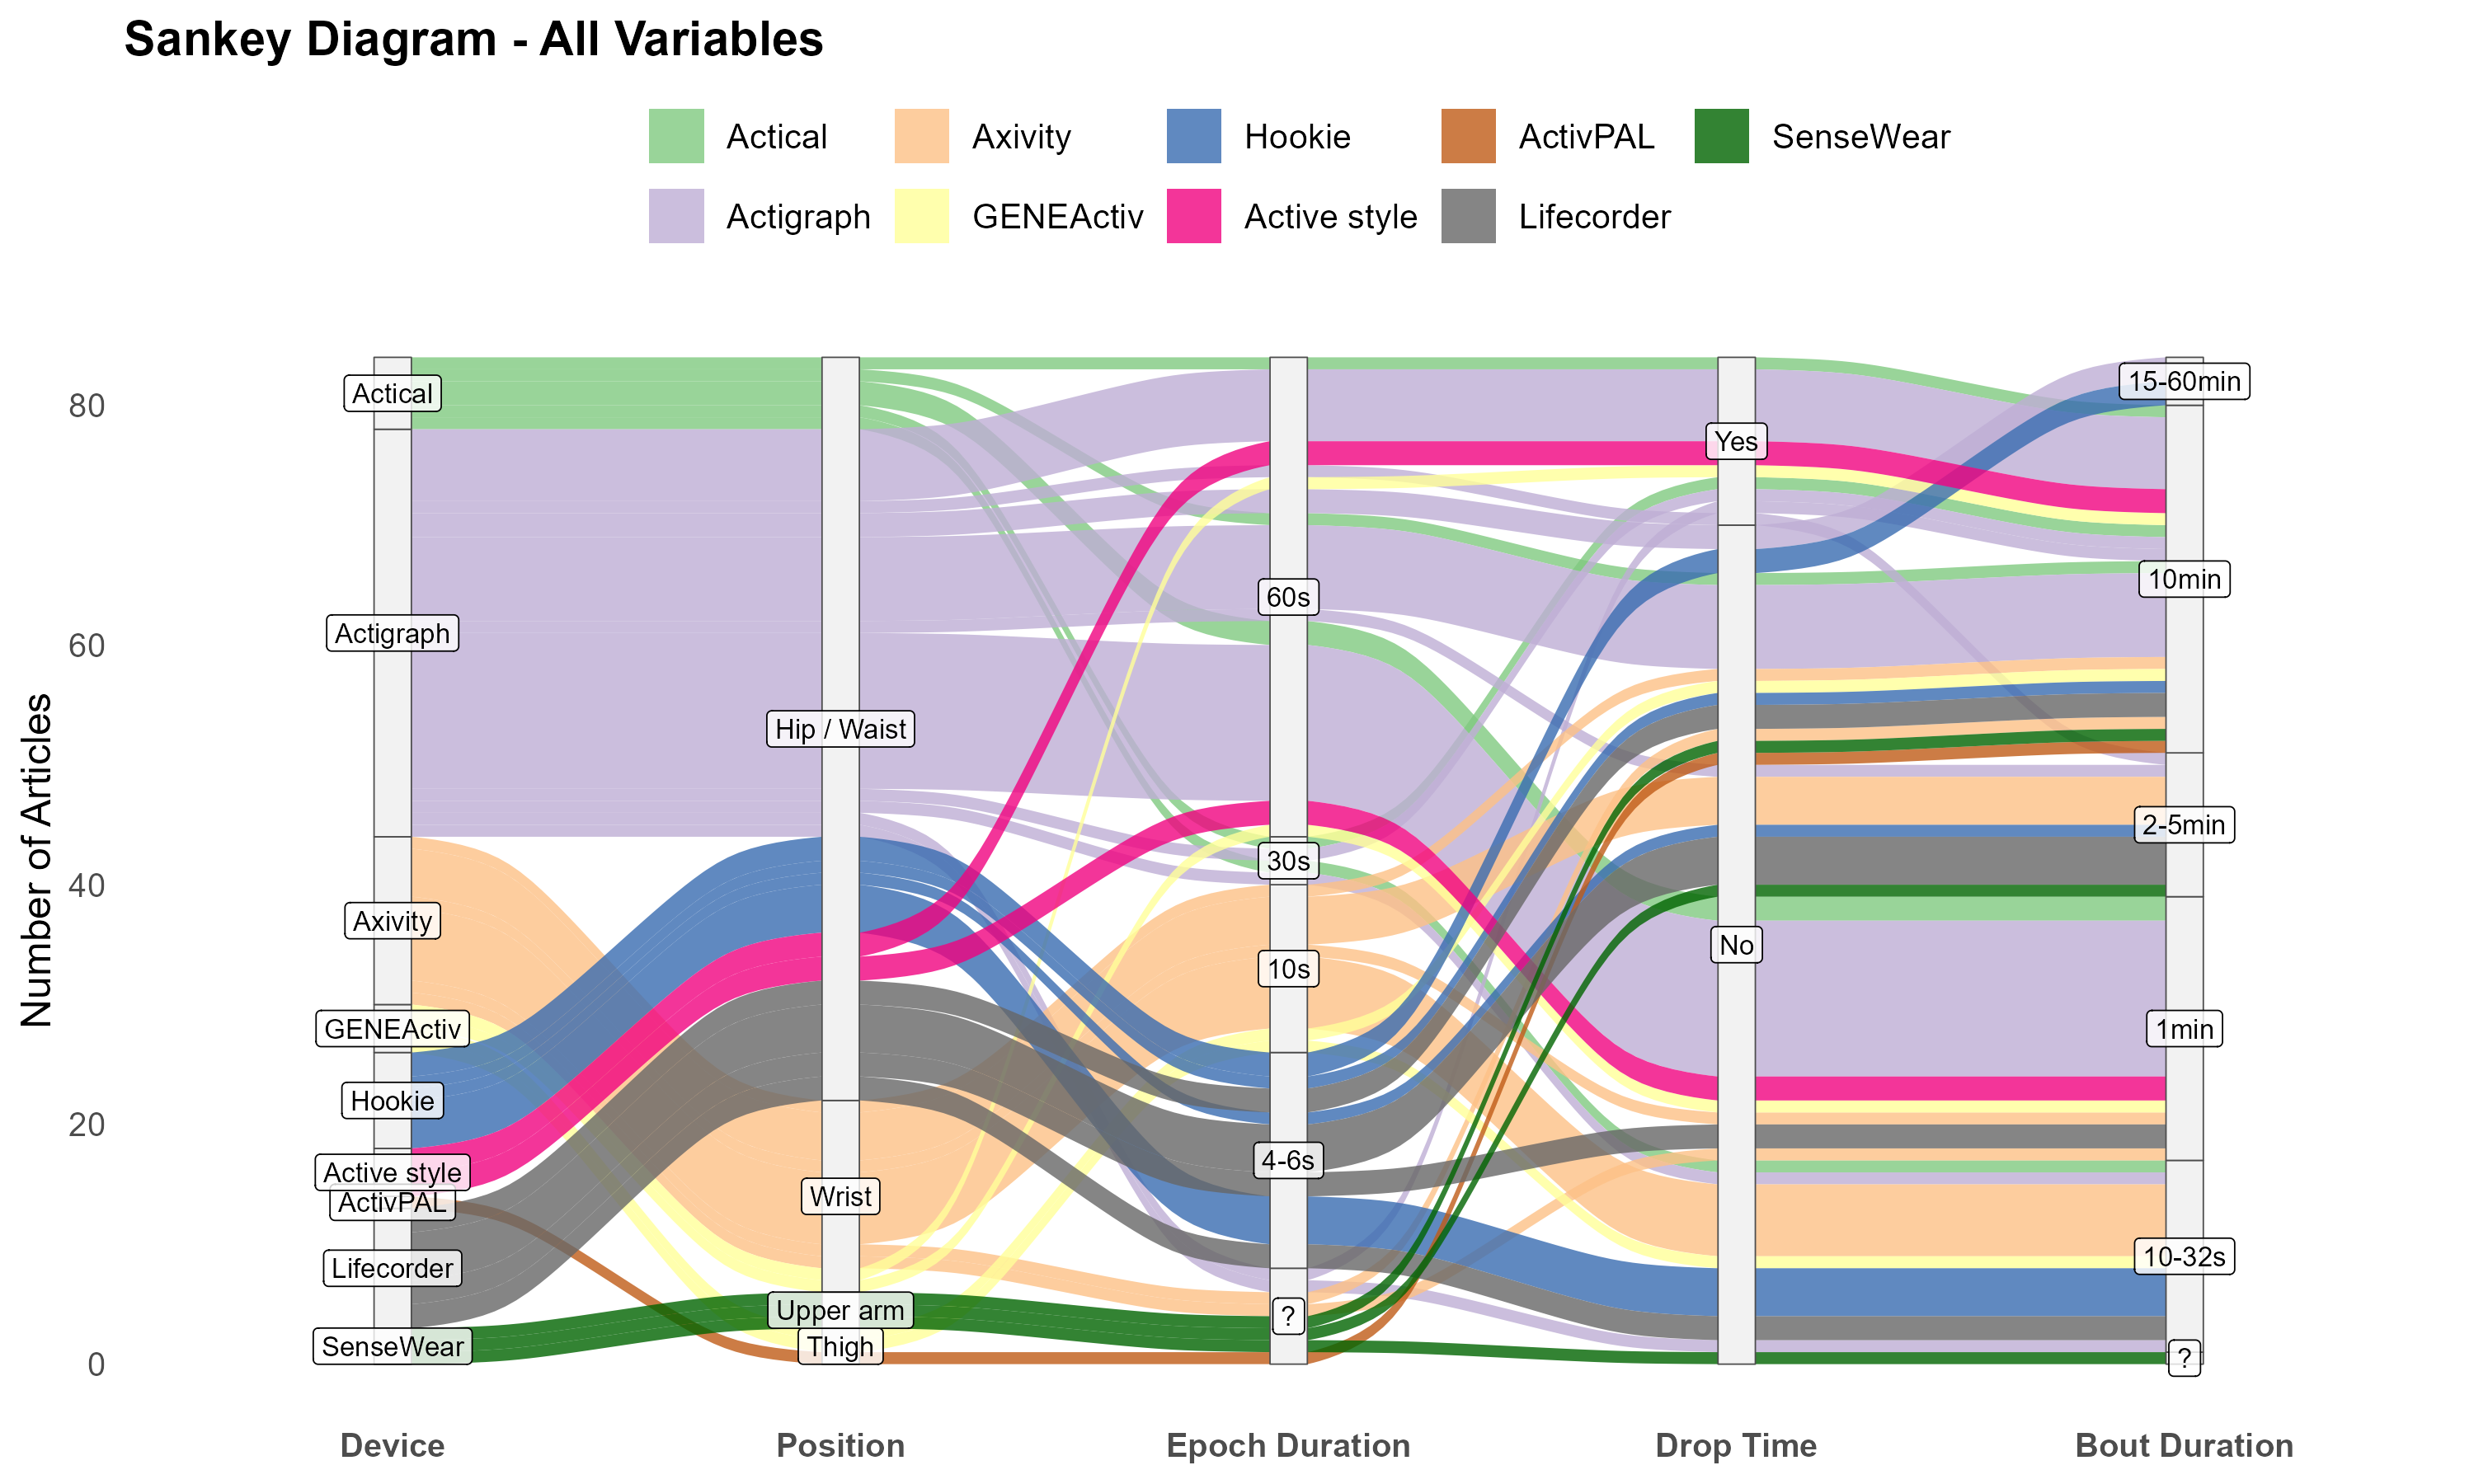 Sankey Diagram - All Variables
Actical
Axivity
Hookie
ActivPAL
SenseWear
Actigraph
GENEActiv
Active style
Lifecorder
Number of Articles
80
60
40
20
0
Actical
Actigraph
Axivity
GENEActiv
Hookie
Active style
ActivPAL
Lifecorder
SenseWear
Hip / Waist
Wrist
Upper arm
Thigh
60s
30s
10s
4-6s
?
Yes
No
15-60min
10min
2-5min
1min
10-32s
?
Device
Position
Epoch Duration
Drop Time
Bout Duration